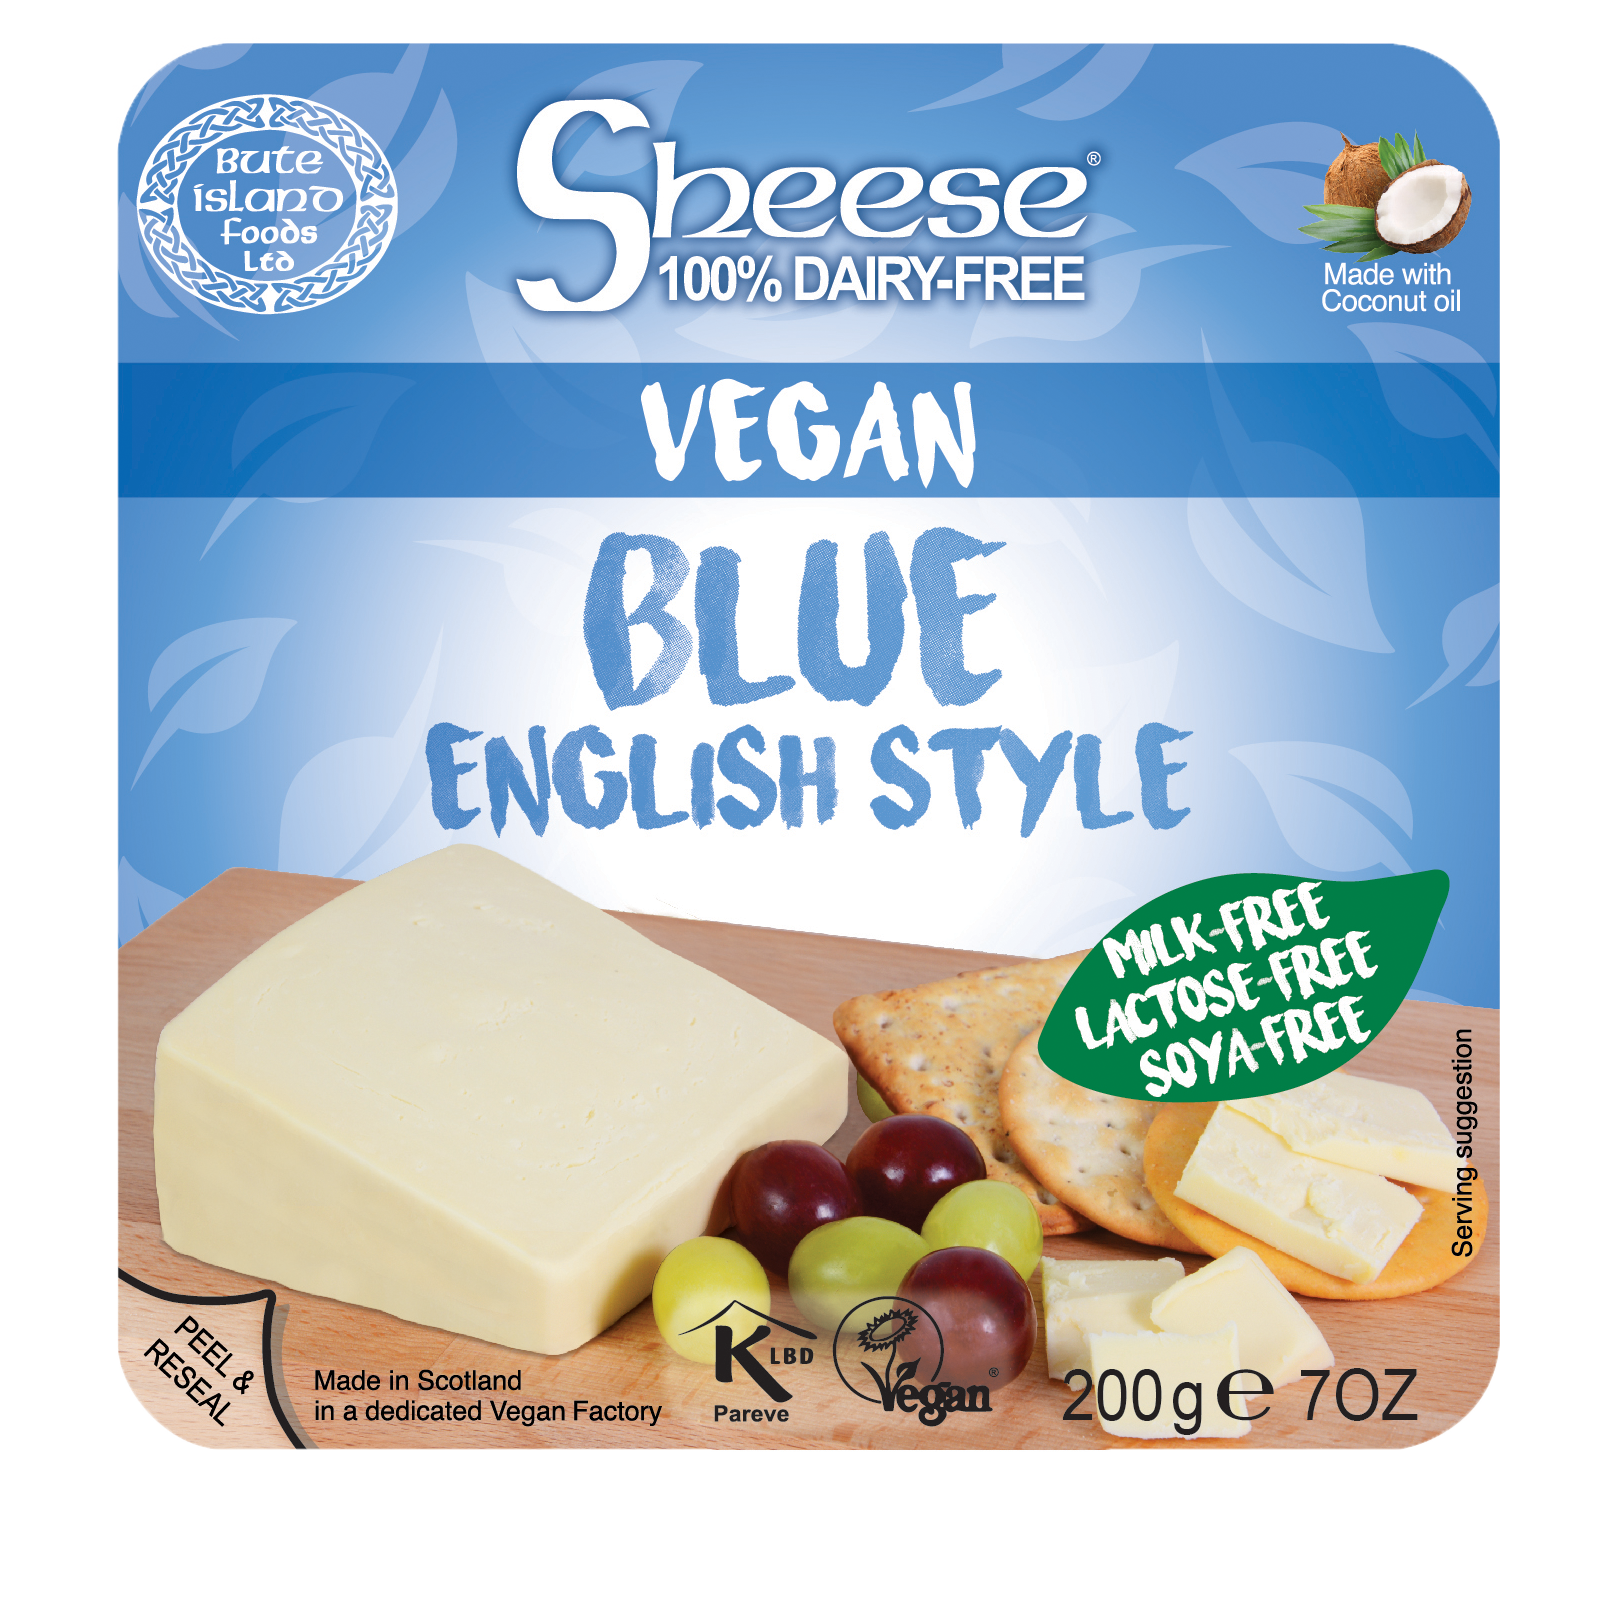 Bute
island
foods
Ltd
Sheese®
100% DAIRY-FREE
Made with
Coconut oil
VEGAN
BLUE
ENGLISH STYLE
MILK-FREE
LACTOSE-FREE
SOYA-FREE
Serving suggestion
PEEL &
RESEAL
Made in Scotland
in a dedicated Vegan Factory
K LBD
Pareve
Vegan®
200g e 7OZ